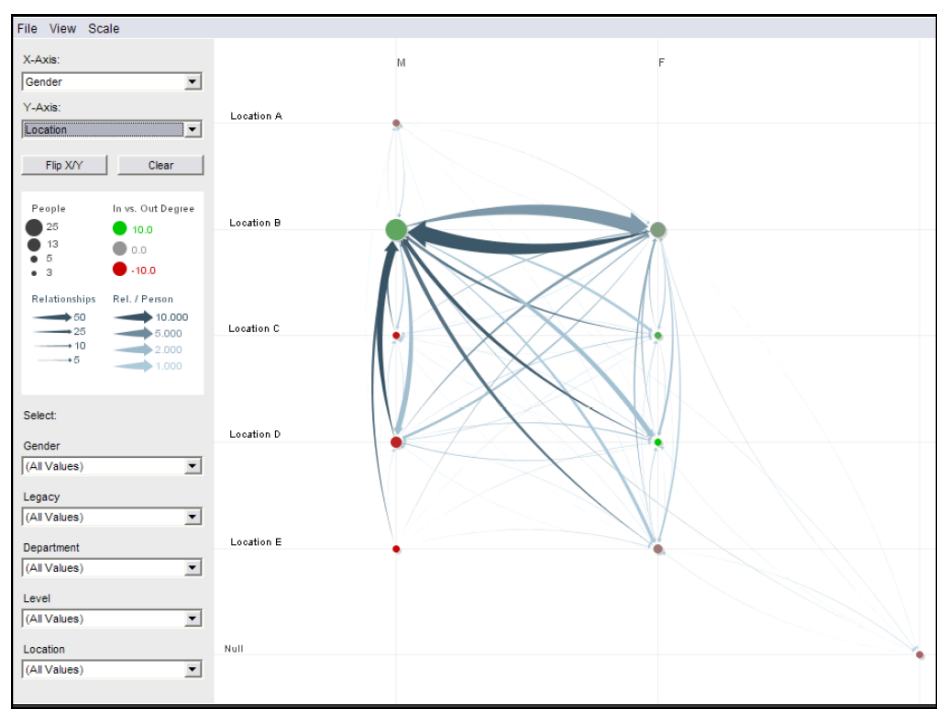 File View Scale
X-Axis:
Gender
Y-Axis:
Location
Flip X/Y Clear
People In vs. Out Degree
25 10.0
13 0.0
5
3 -10.0
Relationships Rel. / Person
50 10.000
25 5.000
10 2.000
5 1.000
Select:
Gender
(All Values)
Legacy
(All Values)
Department
(All Values)
Level
(All Values)
Location
(All Values)
M F
Location A
Location B
Location C
Location D
Location E
Null